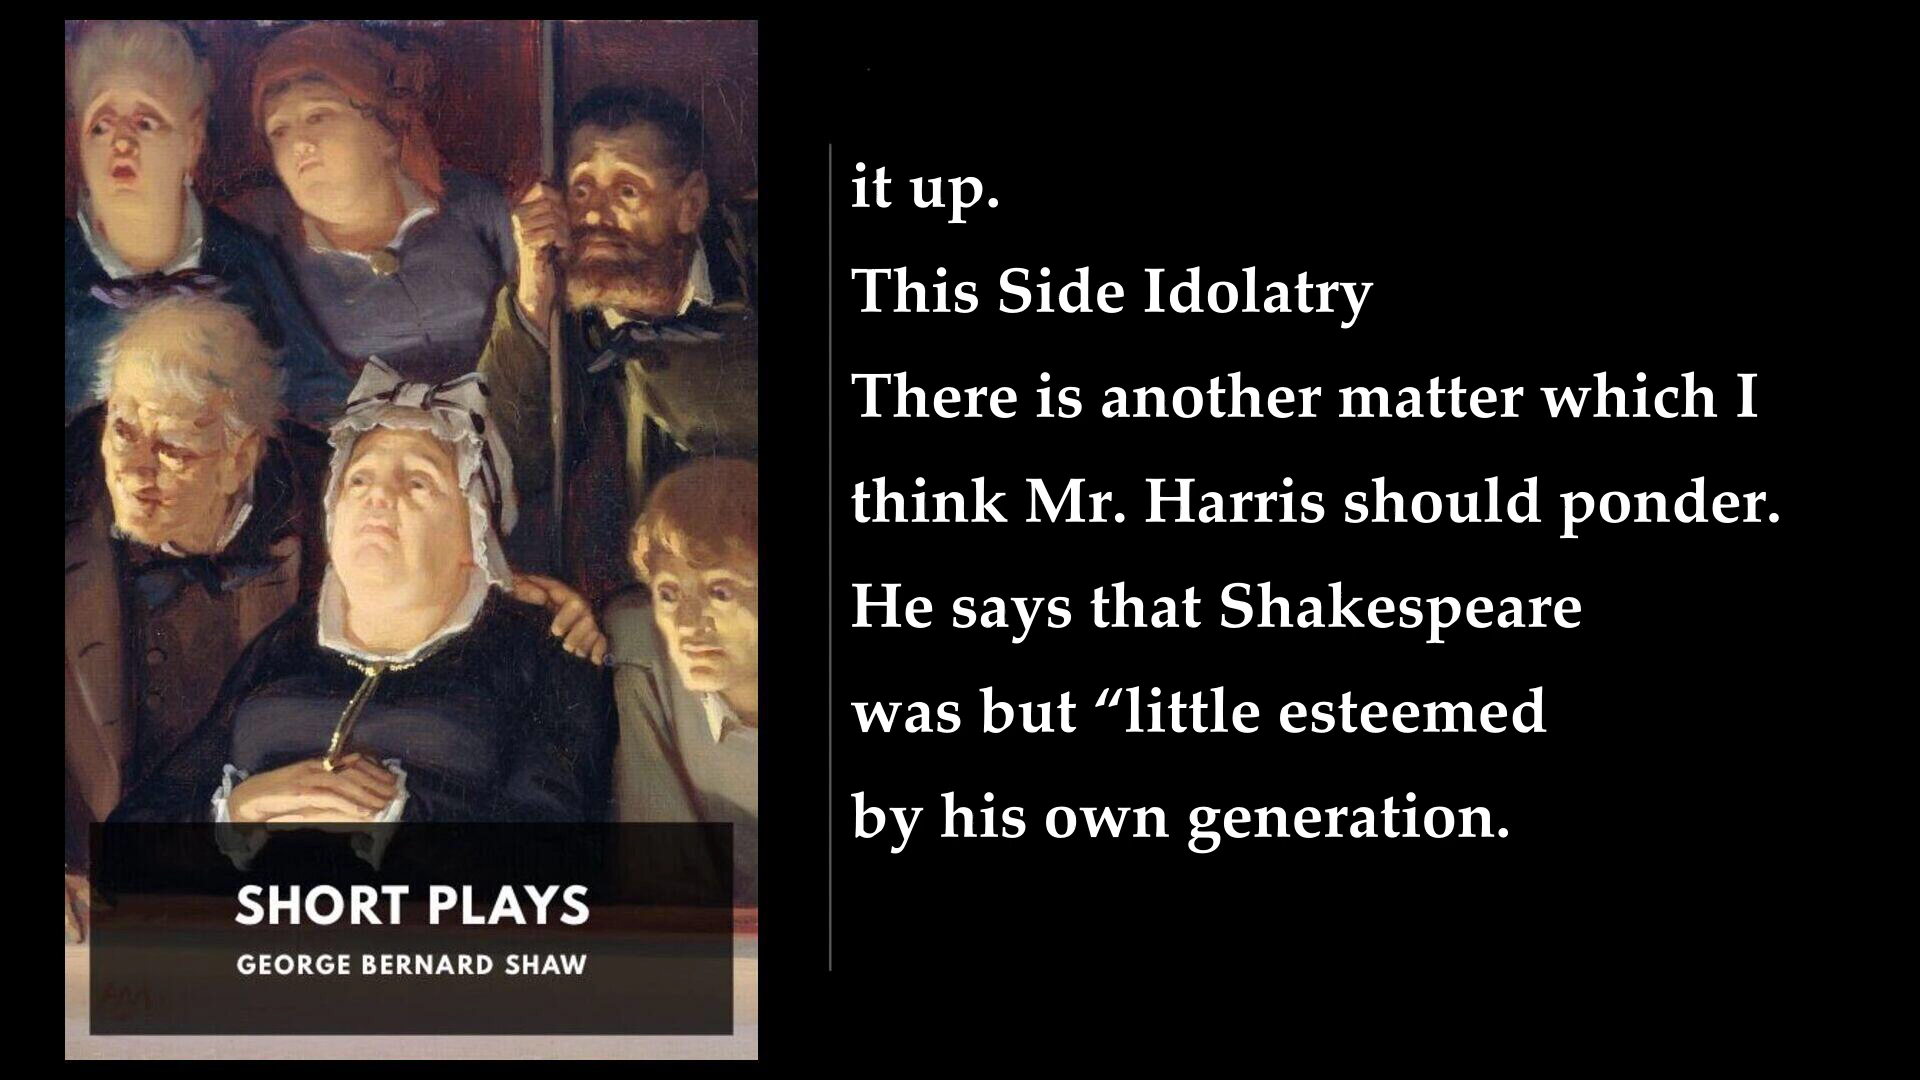 it up.
This Side Idolatry
There is another matter which I
think Mr. Harris should ponder.
He says that Shakespeare
was but “little esteemed
by his own generation.
SHORT PLAYS
GEORGE BERNARD SHAW